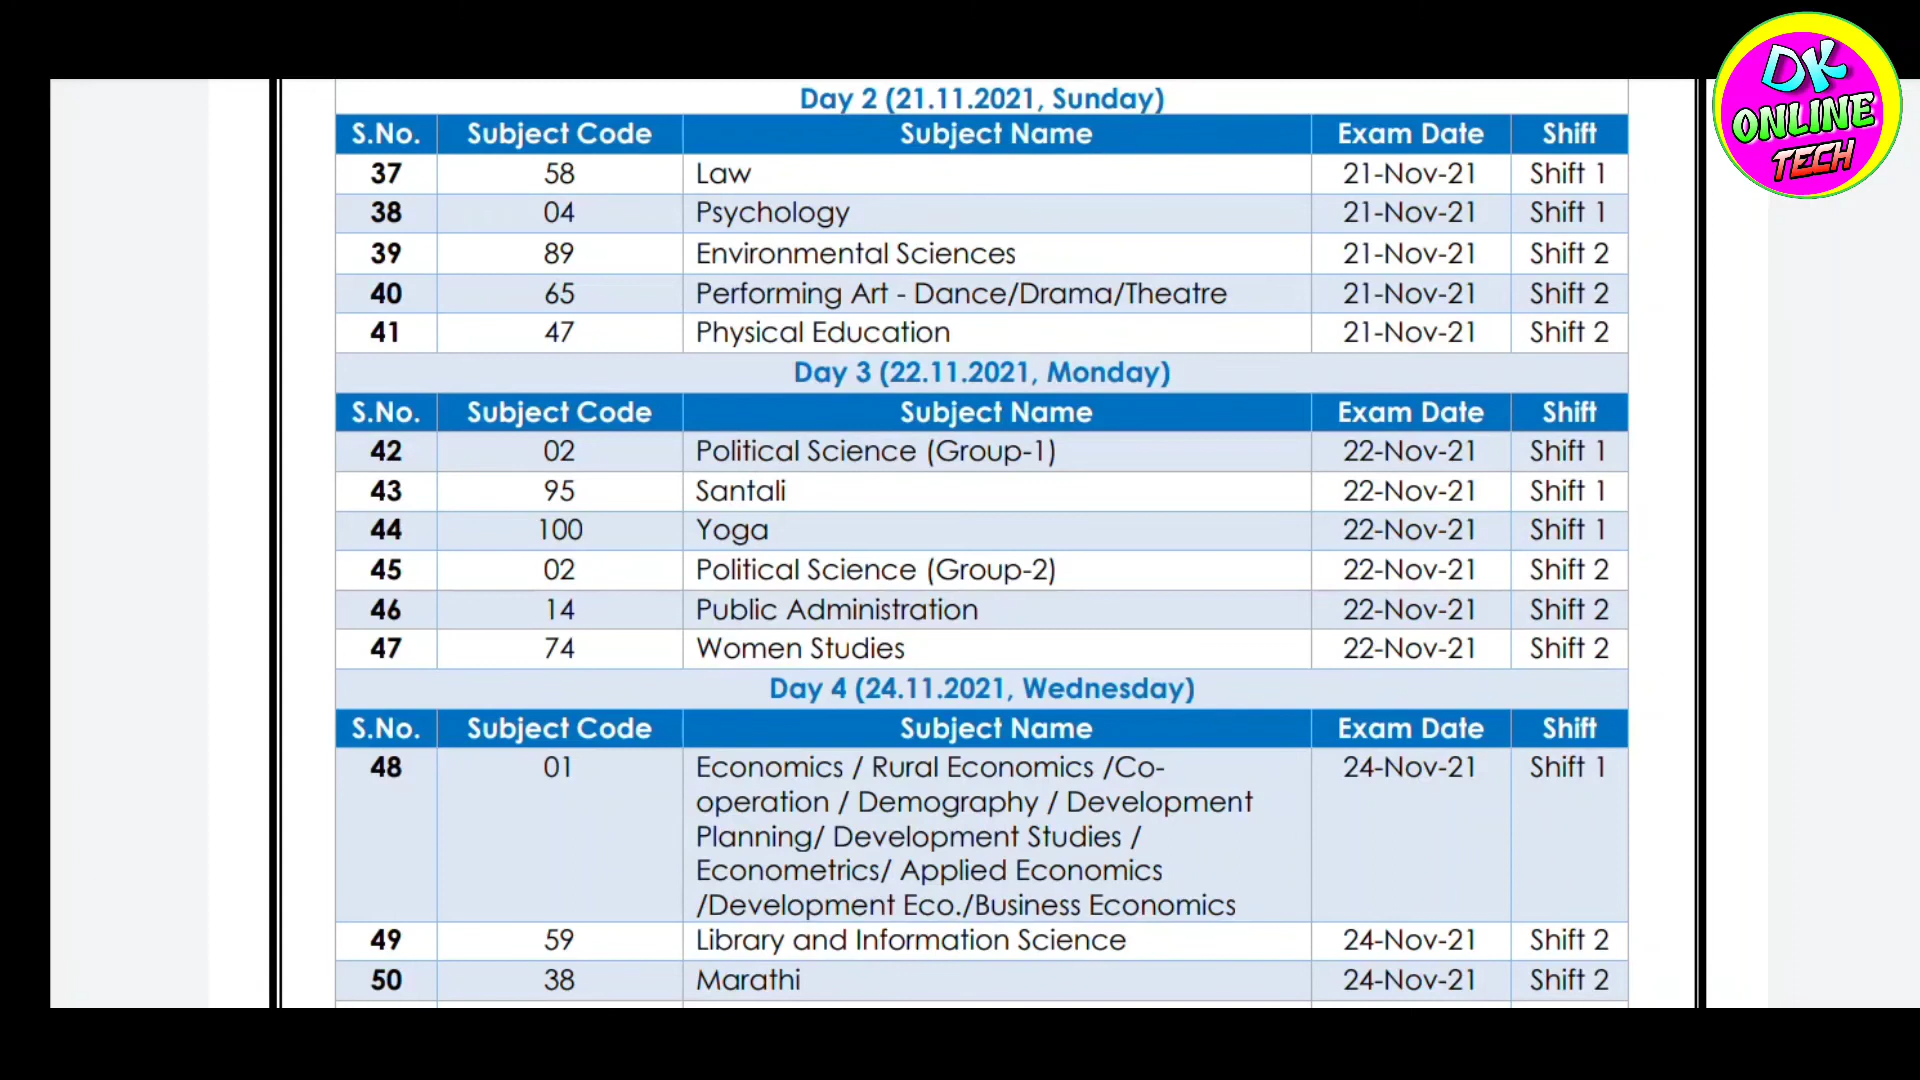 DK
ONLINE
TECH
Day 2 (21.11.2021, Sunday)
S.No. Subject Code Subject Name Exam Date Shift
37 58 Law 21-Nov-21 Shift 1
38 04 Psychology 21-Nov-21 Shift 1
39 89 Environmental Sciences 21-Nov-21 Shift 2
40 65 Performing Art - Dance/Drama/Theatre 21-Nov-21 Shift 2
41 47 Physical Education 21-Nov-21 Shift 2
Day 3 (22.11.2021, Monday)
S.No. Subject Code Subject Name Exam Date Shift
42 02 Political Science (Group-1) 22-Nov-21 Shift 1
43 95 Santali 22-Nov-21 Shift 1
44 100 Yoga 22-Nov-21 Shift 1
45 02 Political Science (Group-2) 22-Nov-21 Shift 2
46 14 Public Administration 22-Nov-21 Shift 2
47 74 Women Studies 22-Nov-21 Shift 2
Day 4 (24.11.2021, Wednesday)
S.No. Subject Code Subject Name Exam Date Shift
48 01 Economics / Rural Economics /Co- 24-Nov-21 Shift 1
operation / Demography / Development
Planning/ Development Studies /
Econometrics/ Applied Economics
/Development Eco./Business Economics
49 59 Library and Information Science 24-Nov-21 Shift 2
50 38 Marathi 24-Nov-21 Shift 2